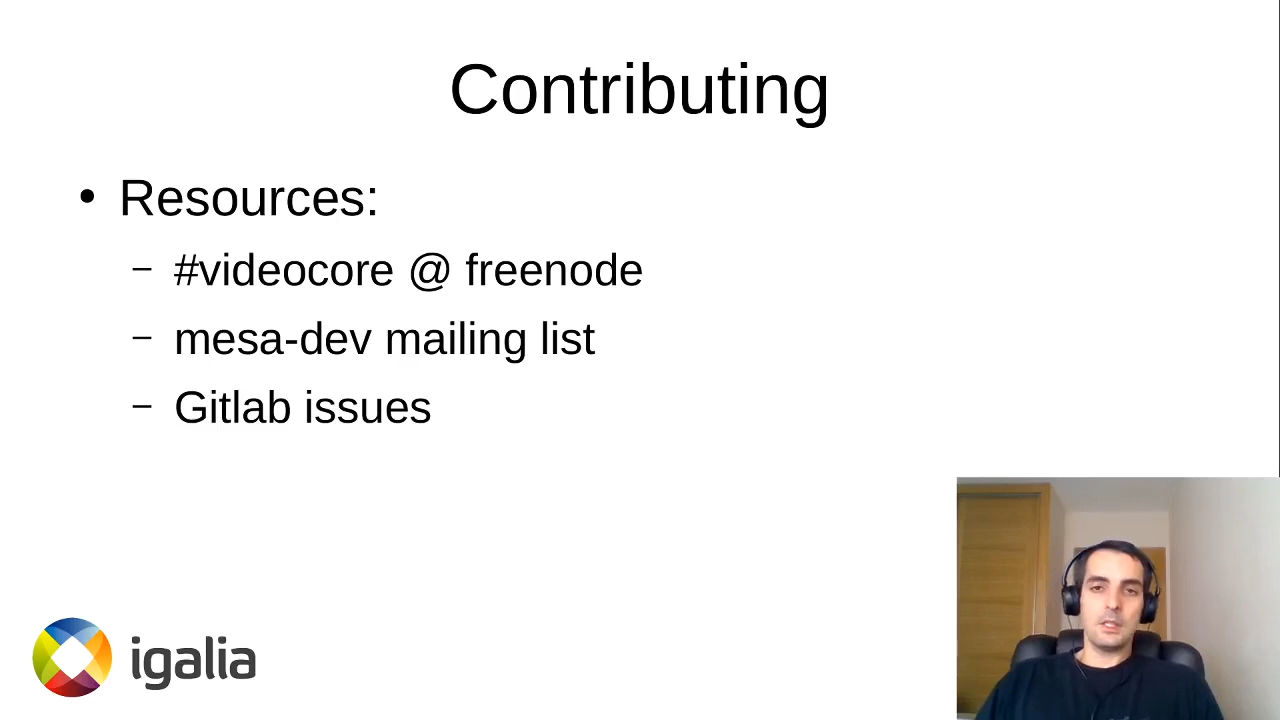 Contributing
● Resources:
– #videocore @ freenode
– mesa-dev mailing list
– Gitlab issues
igalia